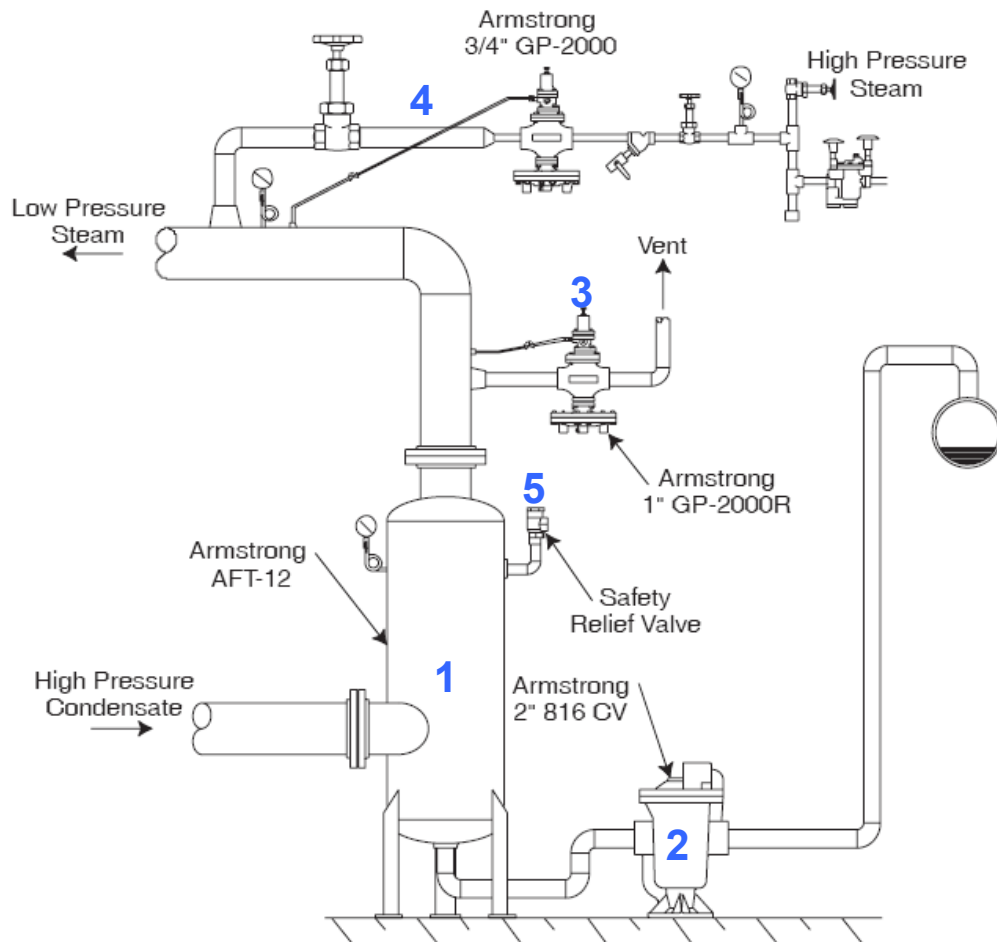 Armstrong
3/4" GP-2000
High Pressure
Steam
4
Low Pressure
Steam
Vent
3
Armstrong
1" GP-2000R
5
Armstrong
AFT-12
Safety
Relief Valve
1
High Pressure
Condensate
Armstrong
2" 816 CV
2